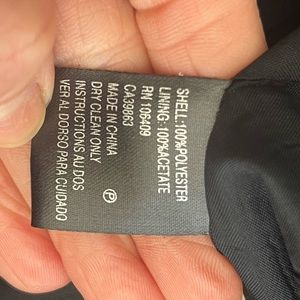 SHELL:100%POLYESTER
LINING:100%ACETATE
RN 106409
CA39863
MADE IN CHINA
DRY CLEAN ONLY
P
INSTRUCTIONS AU DOS
VER AL DORSO PARA CUIDADO